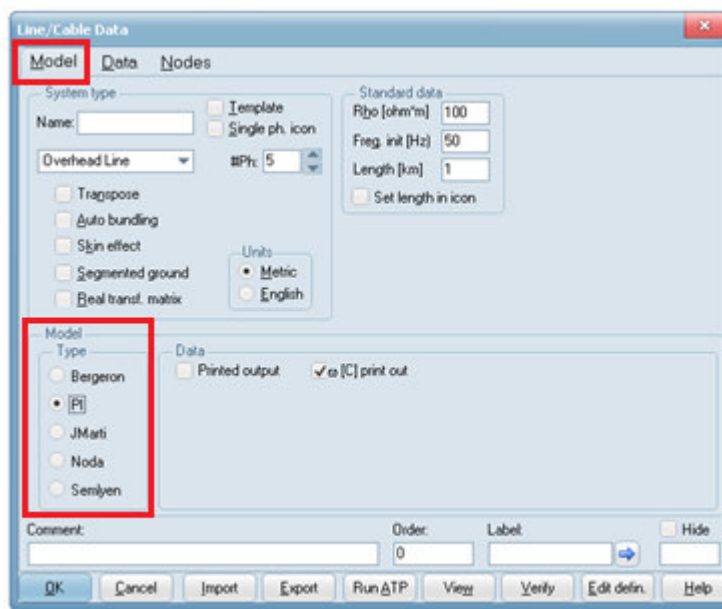 Line/Cable Data
Model Data Nodes
System type
Name:
Template
Single ph. icon
Overhead Line
#Ph: 5
Transpose
Auto bundling
Skin effect
Segmented ground
Real transf. matrix
Units
Metric
English
Standard data
Rho [ohm*m] 100
Freq. init [Hz] 50
Length [km] 1
Set length in icon
Model
Type
Bergeron
PI
JMarti
Noda
Semlyen
Data
Printed output
ω [C] print out
Comment:
Order: 0
Label:
Hide
OK Cancel Import Export Run ATP View Verify Edit defin. Help